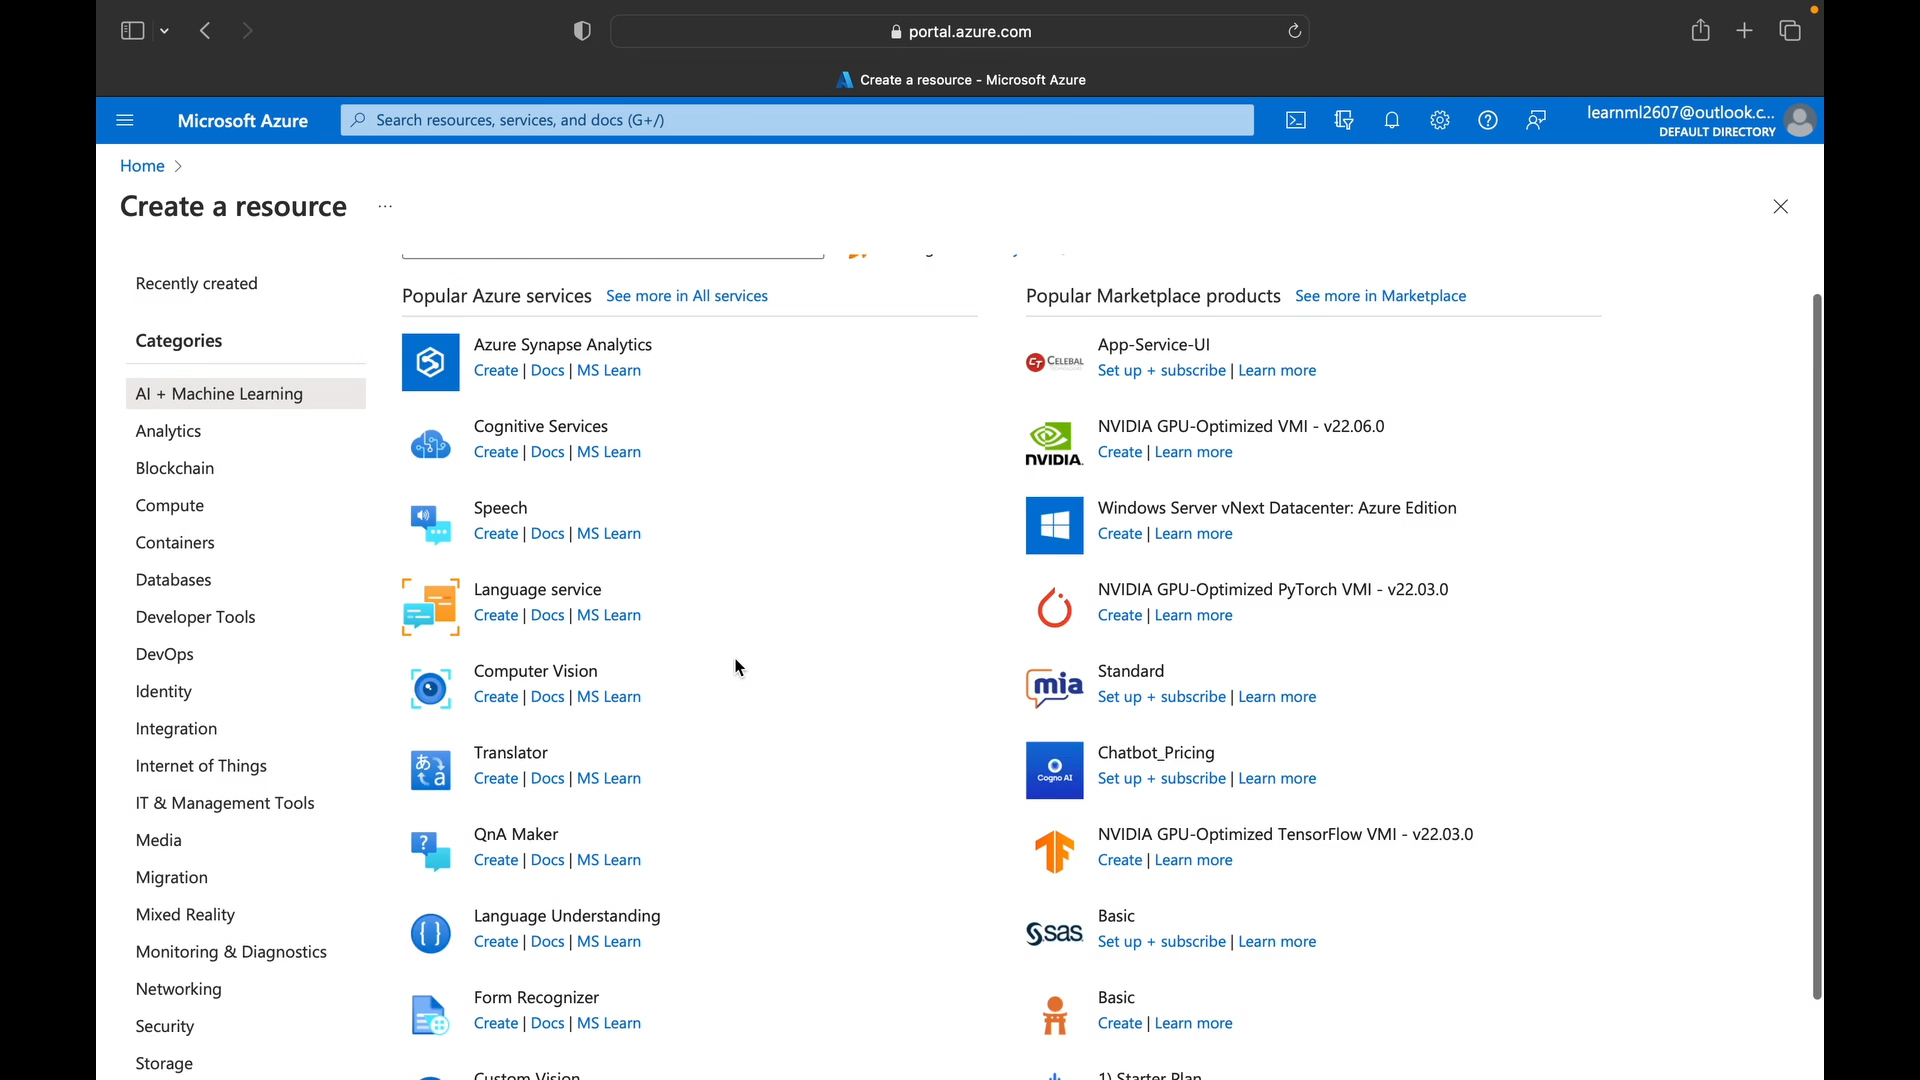 portal.azure.com
Create a resource - Microsoft Azure
Microsoft Azure
Search resources, services, and docs (G+/)
learnml2607@outlook.c...
DEFAULT DIRECTORY
Home
Create a resource
...
Recently created
Categories
AI + Machine Learning
Analytics
Blockchain
Compute
Containers
Databases
Developer Tools
DevOps
Identity
Integration
Internet of Things
IT & Management Tools
Media
Migration
Mixed Reality
Monitoring & Diagnostics
Networking
Security
Storage
Popular Azure services See more in All services
Azure Synapse Analytics
Create | Docs | MS Learn
Cognitive Services
Create | Docs | MS Learn
Speech
Create | Docs | MS Learn
Language service
Create | Docs | MS Learn
Computer Vision
Create | Docs | MS Learn
あ
a
Translator
Create | Docs | MS Learn
?
QnA Maker
Create | Docs | MS Learn
{}
Language Understanding
Create | Docs | MS Learn
Form Recognizer
Create | Docs | MS Learn
Custom Vision
Popular Marketplace products See more in Marketplace
CT CELEBAL
App-Service-UI
Set up + subscribe | Learn more
NVIDIA.
NVIDIA GPU-Optimized VMI - v22.06.0
Create | Learn more
Windows Server vNext Datacenter: Azure Edition
Create | Learn more
NVIDIA GPU-Optimized PyTorch VMI - v22.03.0
Create | Learn more
mia
Standard
Set up + subscribe | Learn more
Cogno AI
Chatbot_Pricing
Set up + subscribe | Learn more
NVIDIA GPU-Optimized TensorFlow VMI - v22.03.0
Create | Learn more
sas
Basic
Set up + subscribe | Learn more
Basic
Create | Learn more
1) Starter Plan